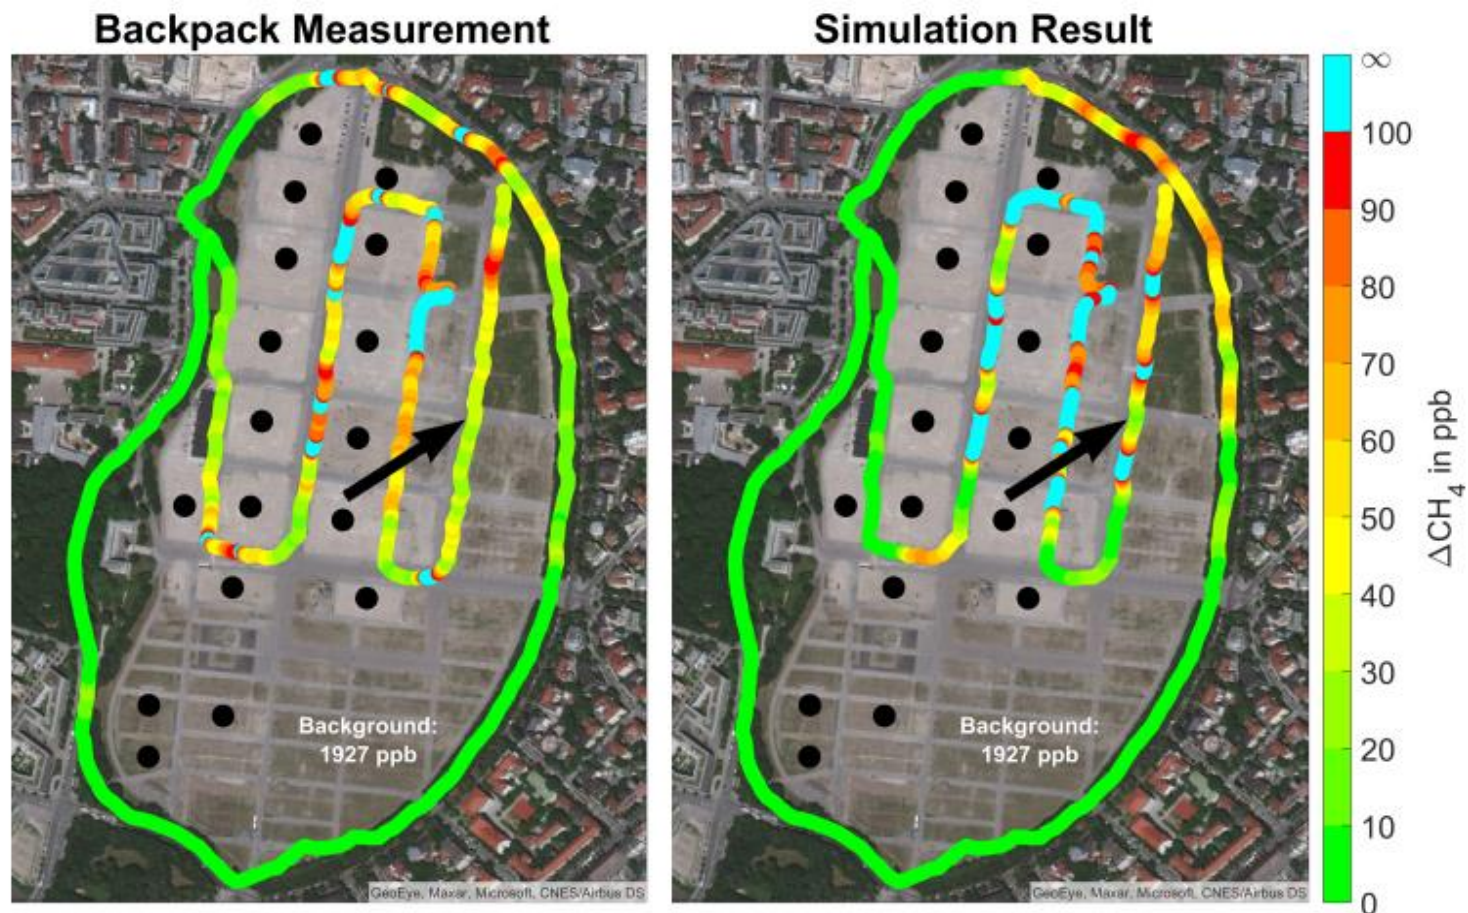 Backpack Measurement
Simulation Result
∞
100
90
80
70
60
50
40
30
20
10
0
ΔCH₄ in ppb
Background:
1927 ppb
Background:
1927 ppb
GeoEye, Maxar, Microsoft, CNES/Airbus DS
GeoEye, Maxar, Microsoft, CNES/Airbus DS